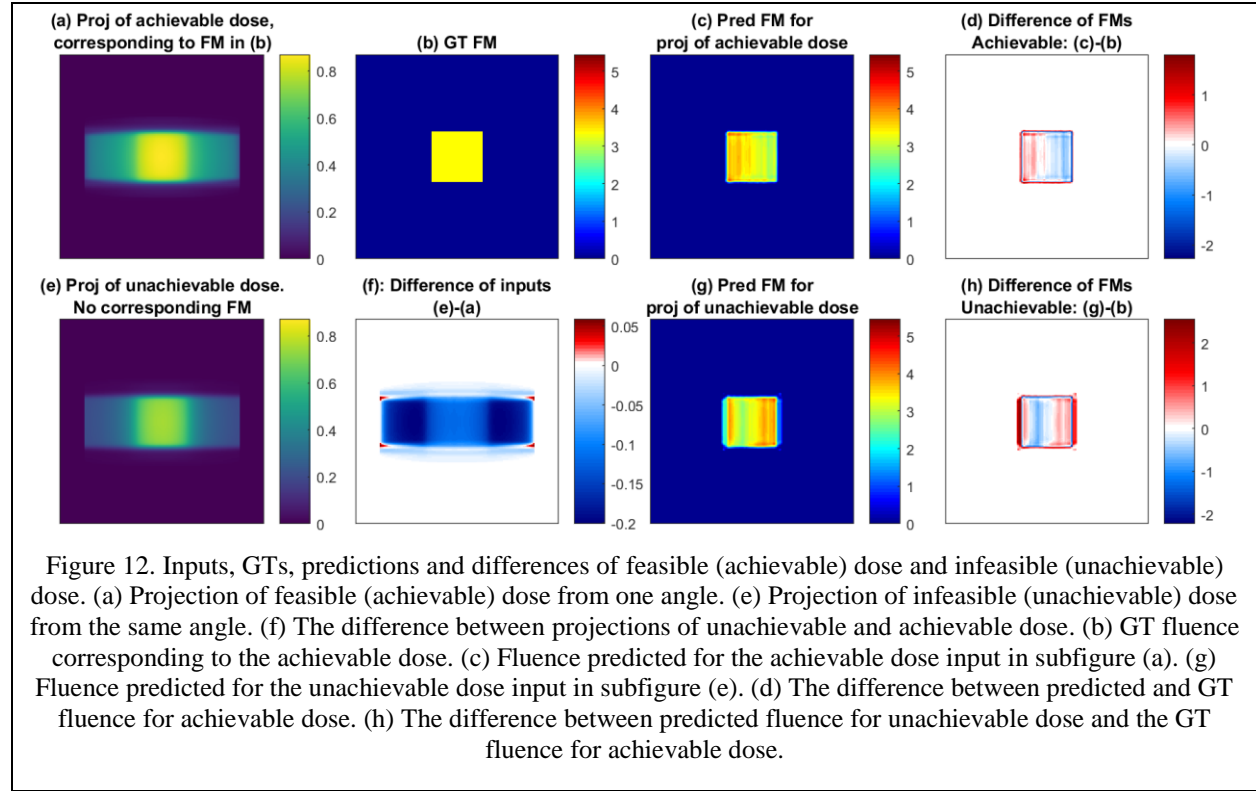 (a) Proj of achievable dose,
corresponding to FM in (b)
0.8
0.6
0.4
0.2
0
(b) GT FM
5
4
3
2
1
0
(c) Pred FM for
proj of achievable dose
5
4
3
2
1
0
(d) Difference of FMs
Achievable: (c)-(b)
1
0
-1
-2
(e) Proj of unachievable dose.
No corresponding FM
0.8
0.6
0.4
0.2
0
(f): Difference of inputs
(e)-(a)
0.05
0
-0.05
-0.1
-0.15
-0.2
(g) Pred FM for
proj of unachievable dose
5
4
3
2
1
0
(h) Difference of FMs
Unachievable: (g)-(b)
2
1
0
-1
-2
Figure 12. Inputs, GTs, predictions and differences of feasible (achievable) dose and infeasible (unachievable)
dose. (a) Projection of feasible (achievable) dose from one angle. (e) Projection of infeasible (unachievable) dose
from the same angle. (f) The difference between projections of unachievable and achievable dose. (b) GT fluence
corresponding to the achievable dose. (c) Fluence predicted for the achievable dose input in subfigure (a). (g)
Fluence predicted for the unachievable dose input in subfigure (e). (d) The difference between predicted and GT
fluence for achievable dose. (h) The difference between predicted fluence for unachievable dose and the GT
fluence for achievable dose.